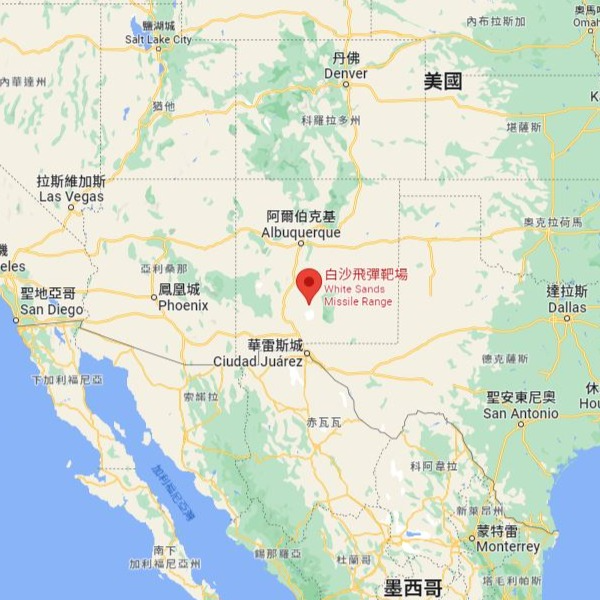 鹽湖城
Salt Lake City
奧馬哈
Omah
內布拉斯加
丹佛
Denver
美國
內華達州
猶他
科羅拉多州
堪薩斯
K
拉斯維加斯
Las Vegas
阿爾伯克基
Albuquerque
奧克拉荷馬
機
eles
亞利桑那
白沙飛彈靶場
White Sands
Missile Range
聖地亞哥
San Diego
鳳凰城
Phoenix
達拉斯
Dallas
華雷斯城
Ciudad Juárez
德克薩斯
下加利福尼亞
索諾拉
聖安東尼奧
San Antonio
休
Hou
赤瓦瓦
科阿韋拉
加利福尼亞灣
新萊昂州
蒙特雷
Monterrey
南下
加利福尼亞州
錫那羅亞
杜蘭哥
墨西哥
塔毛利帕斯